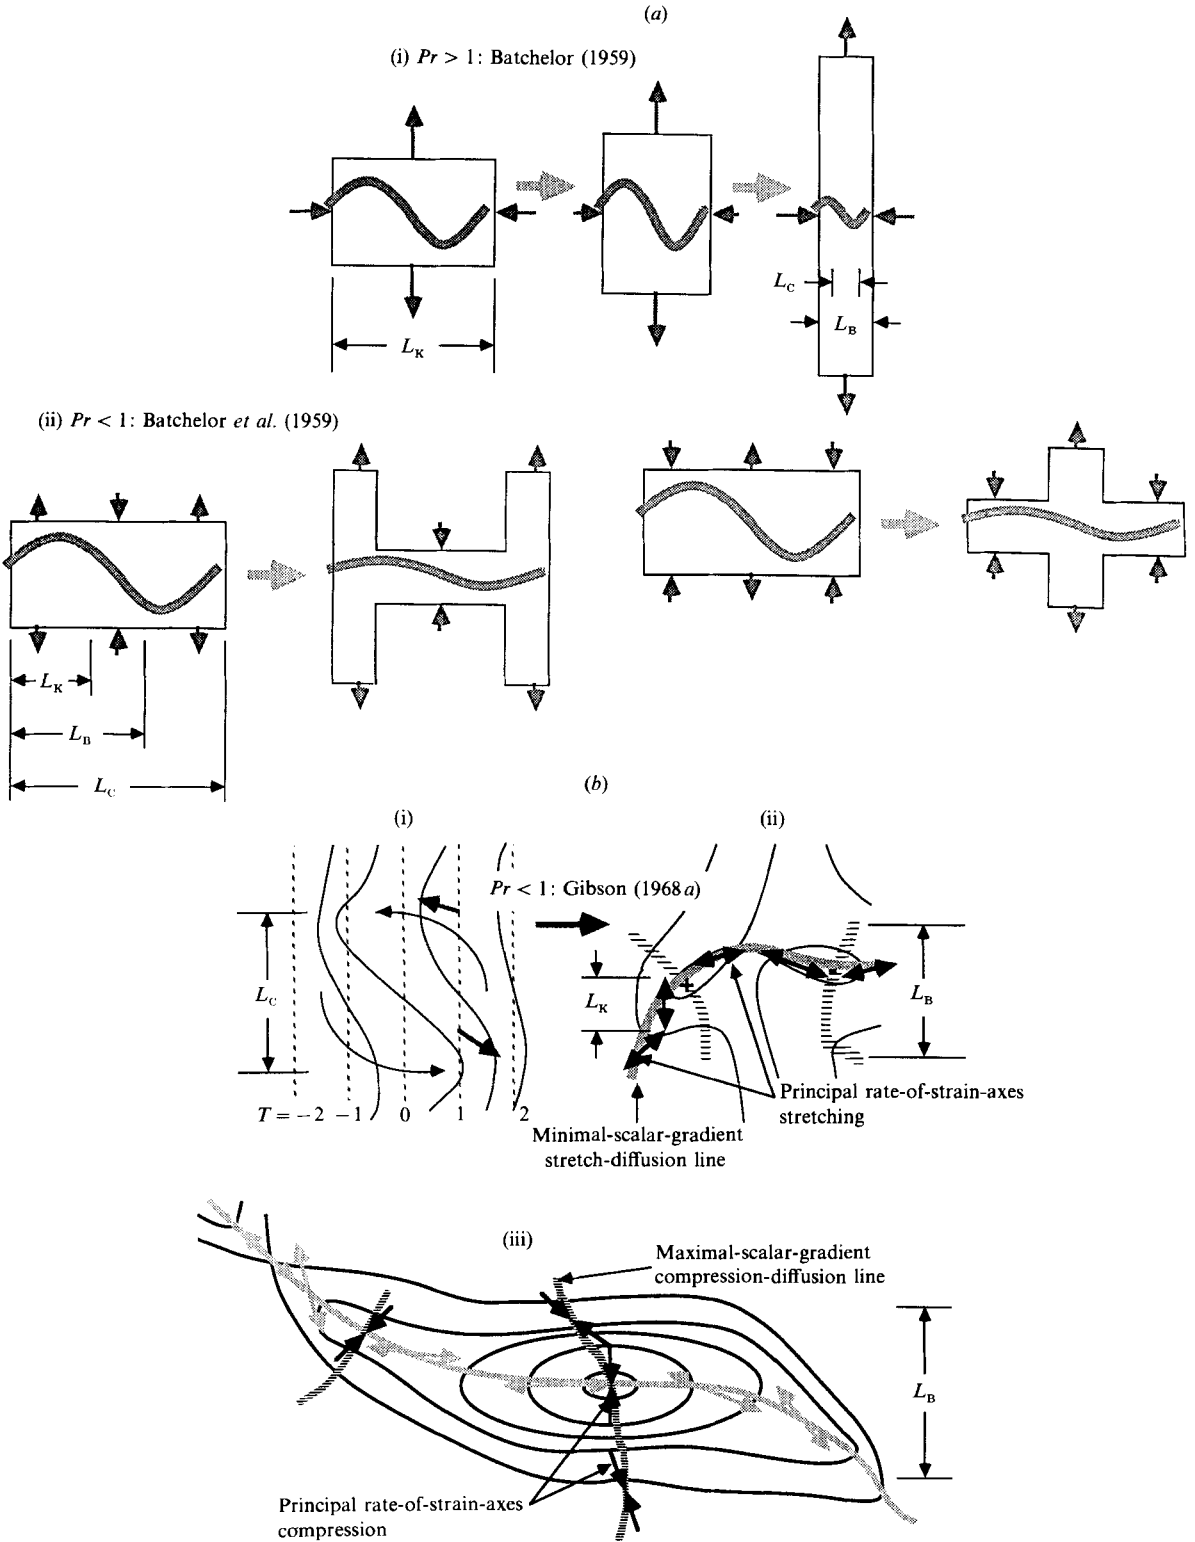 (a)
(i) Pr > 1: Batchelor (1959)
L_C
L_B
L_K
(ii) Pr < 1: Batchelor et al. (1959)
L_K
L_B
L_C
(b)
(i)
(ii)
Pr < 1: Gibson (1968a)
L_C
L_K
+
-
L_B
T = −2 −1 0 1 2
Principal rate-of-strain-axes
stretching
Minimal-scalar-gradient
stretch-diffusion line
(iii)
Maximal-scalar-gradient
compression-diffusion line
L_B
Principal rate-of-strain-axes
compression